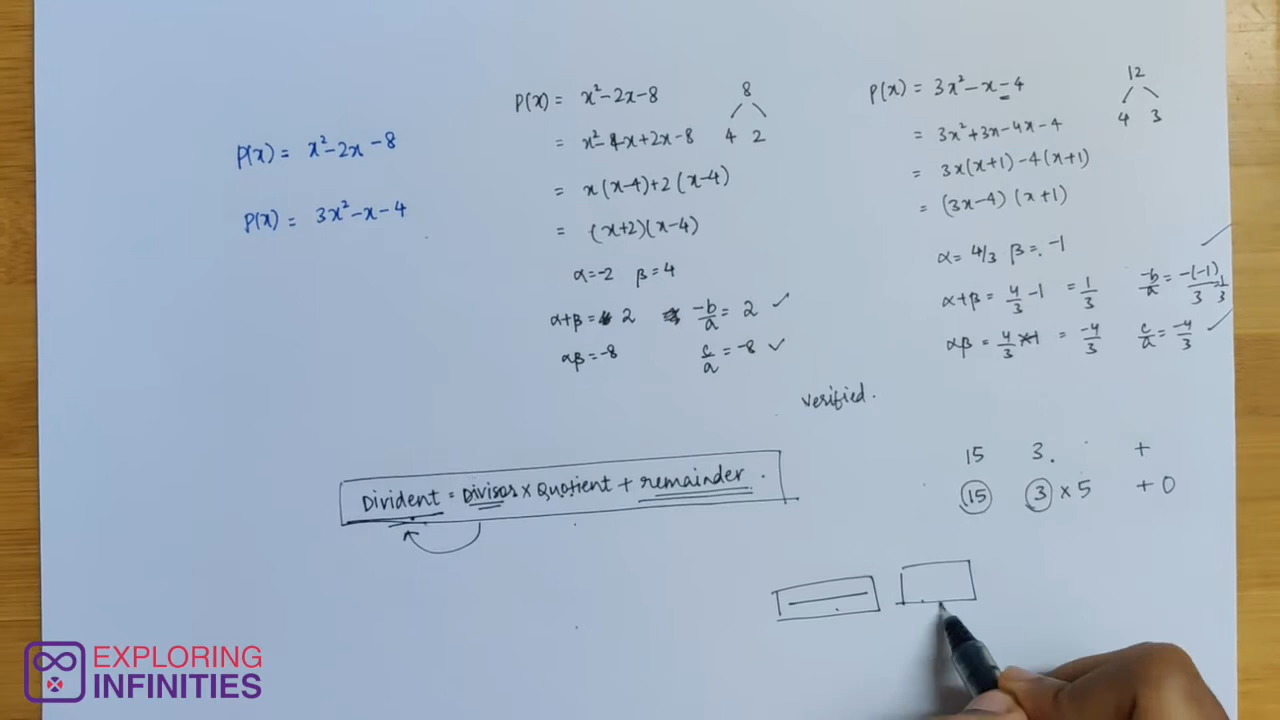 P(x) = x²-2x-8
P(x) = 3x²-x-4
P(x) = x²-2x-8
8
= x²-4x+2x-8
4 2
= x(x-4)+2(x-4)
= (x+2)(x-4)
α=-2 β=4
α+β= 2 -b/a = 2 ✓
αβ=-8 c/a = -8 ✓
P(x) = 3x²-x-4
12
= 3x²+3x-4x-4
4 3
= 3x(x+1)-4(x+1)
= (3x-4)(x+1)
α= 4/3 β=-1
α+β = 4/3 -1 = 1/3 -b/a = -(-1)/3 = 1/3 ✓
αβ = 4/3 x-1 = -4/3 c/a = -4/3 ✓
verified.
Divident = Divisor × Quotient + remainder.
15 3. +
15 3 × 5 + 0
EXPLORING
INFINITIES